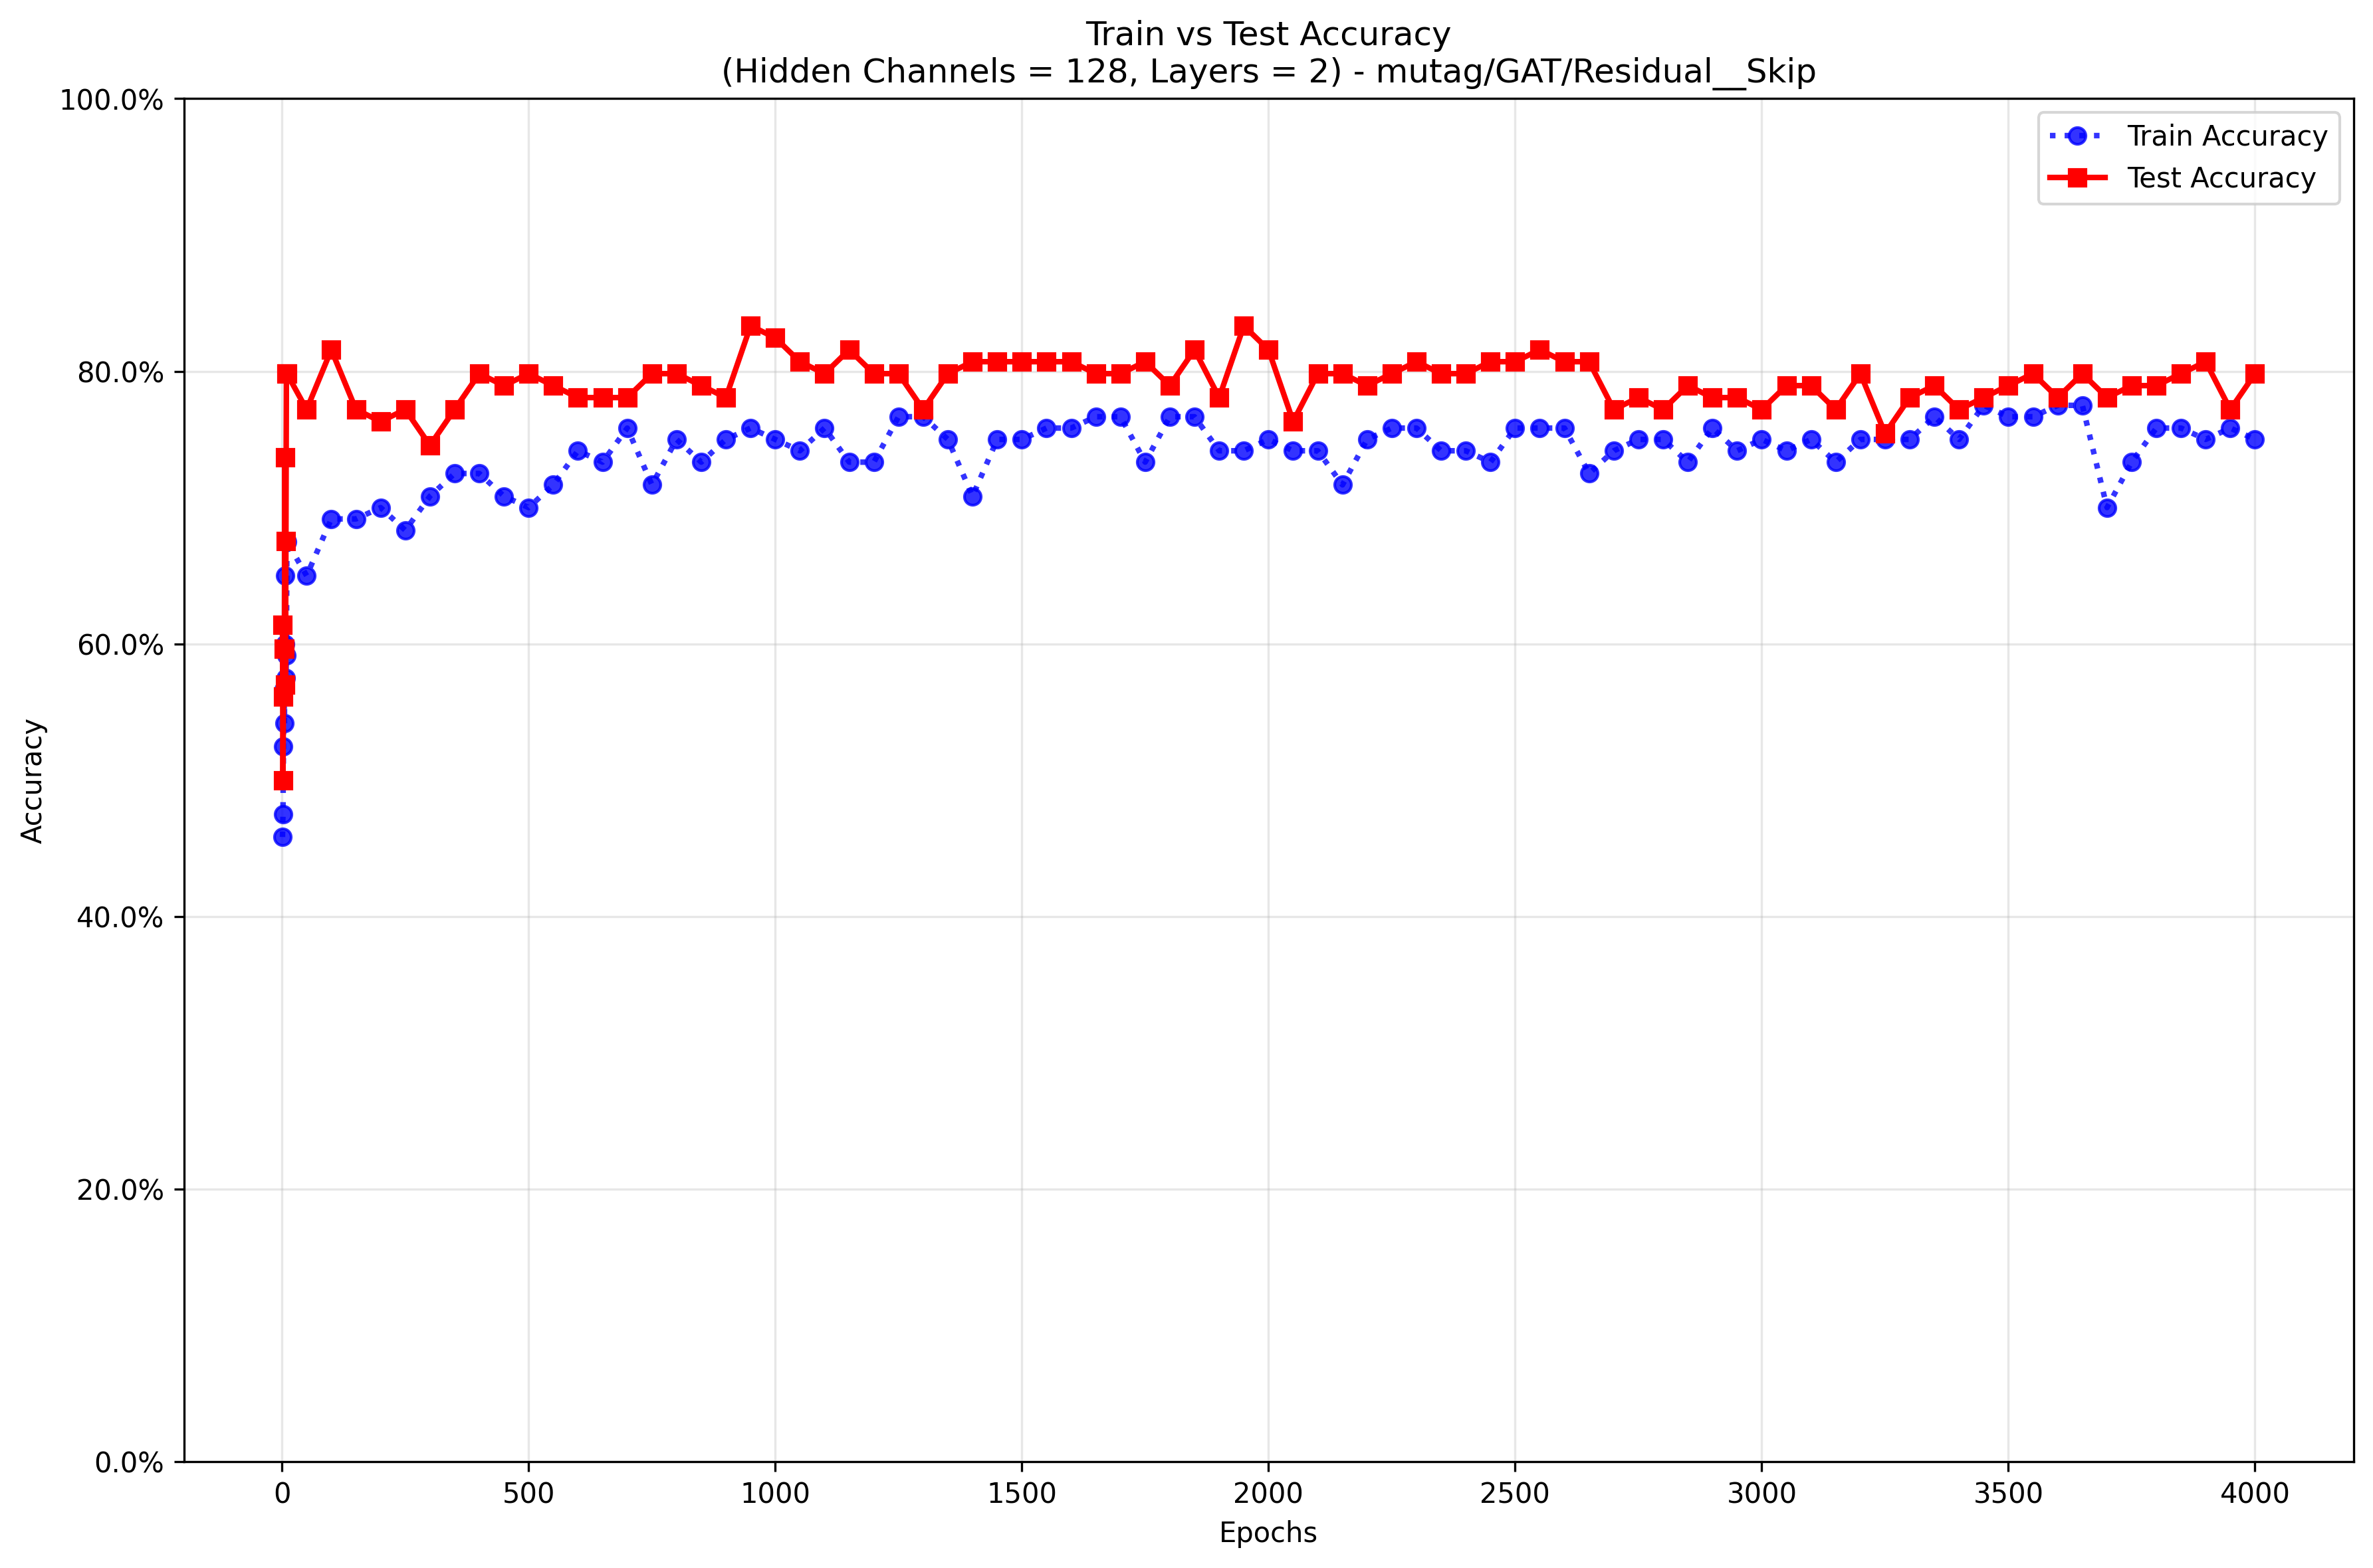 Train vs Test Accuracy
(Hidden Channels = 128, Layers = 2) - mutag/GAT/Residual__Skip
Train Accuracy
Test Accuracy
Accuracy
100.0%
80.0%
60.0%
40.0%
20.0%
0.0%
0 500 1000 1500 2000 2500 3000 3500 4000
Epochs